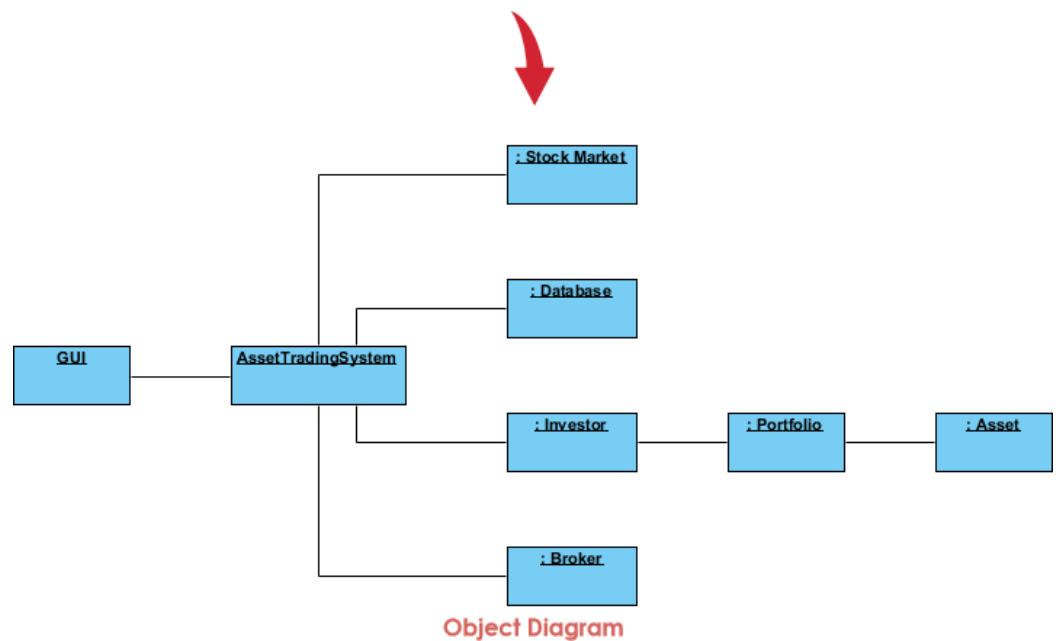 : Stock Market
: Database
GUI
AssetTradingSystem
: Investor
: Portfolio
: Asset
: Broker
Object Diagram